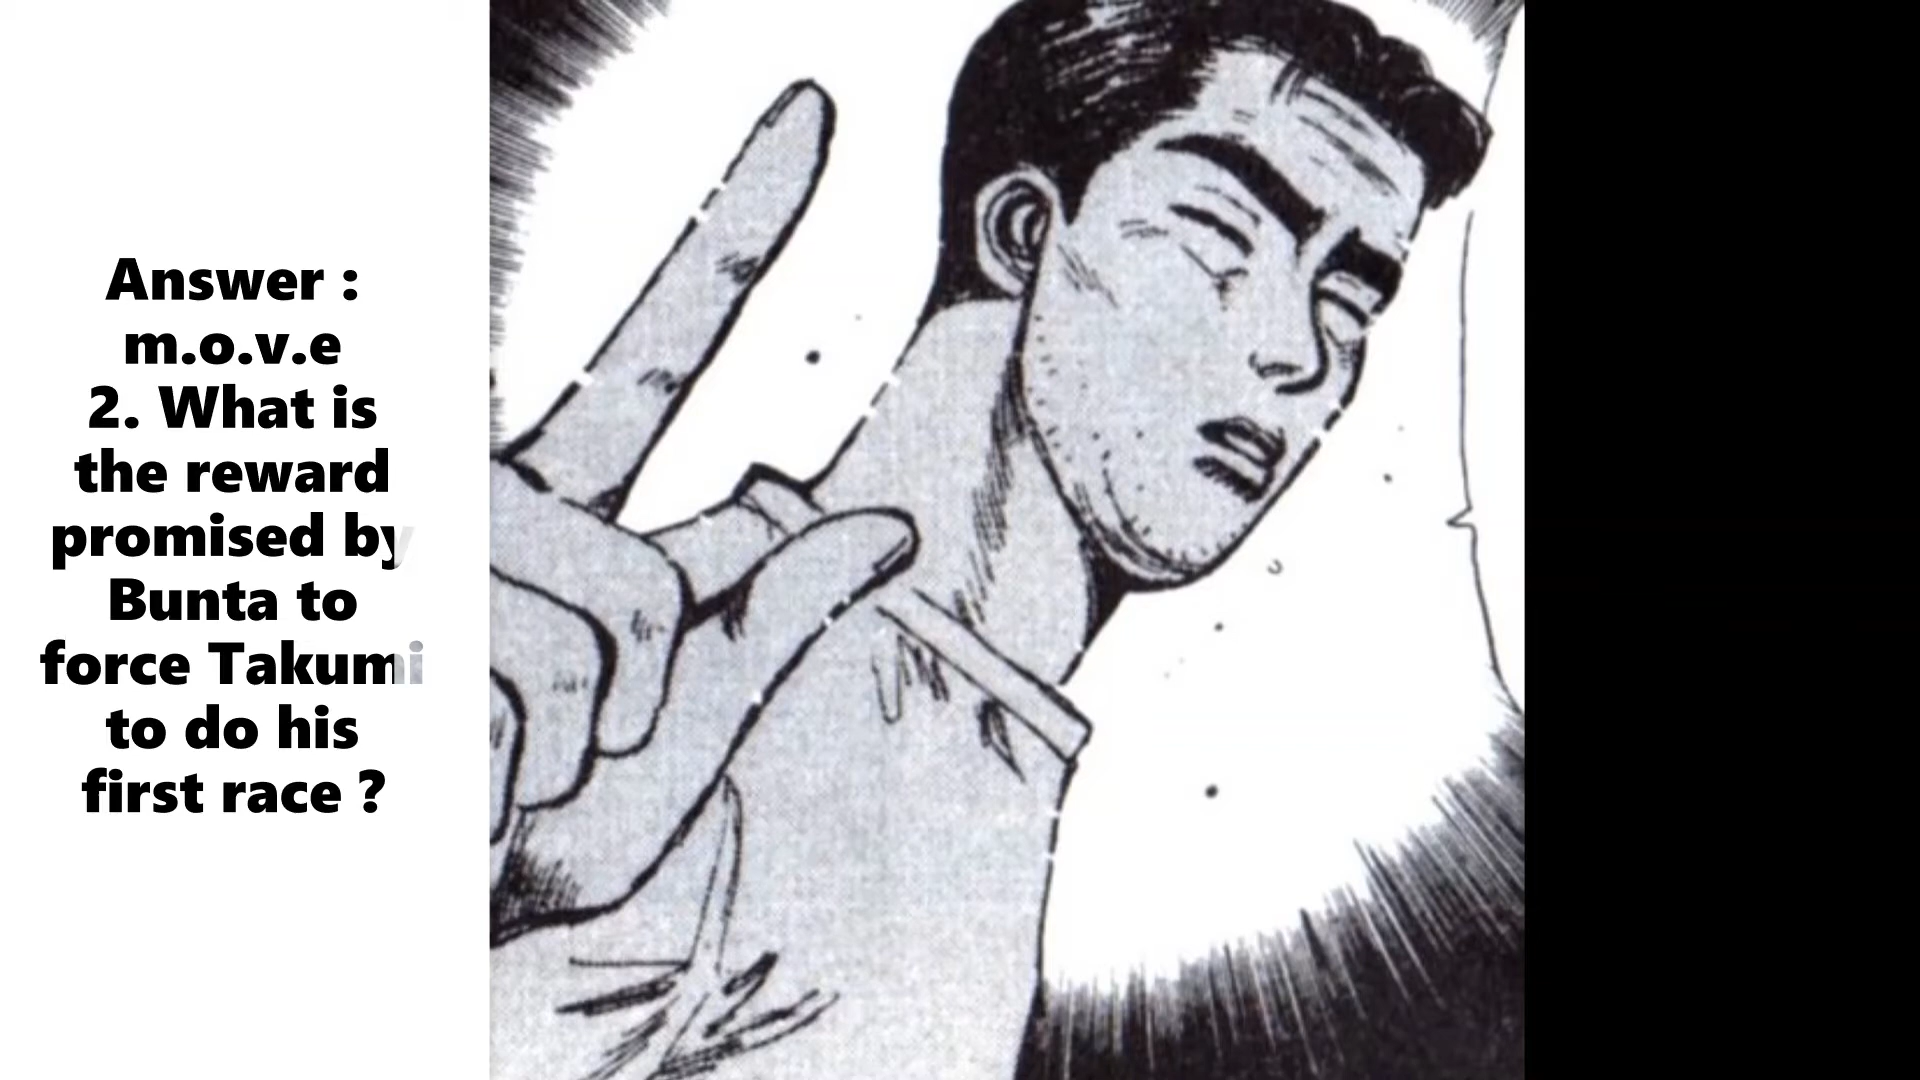 Answer :
m.o.v.e
2. What is
the reward
promised by
Bunta to
force Takumi
to do his
first race ?